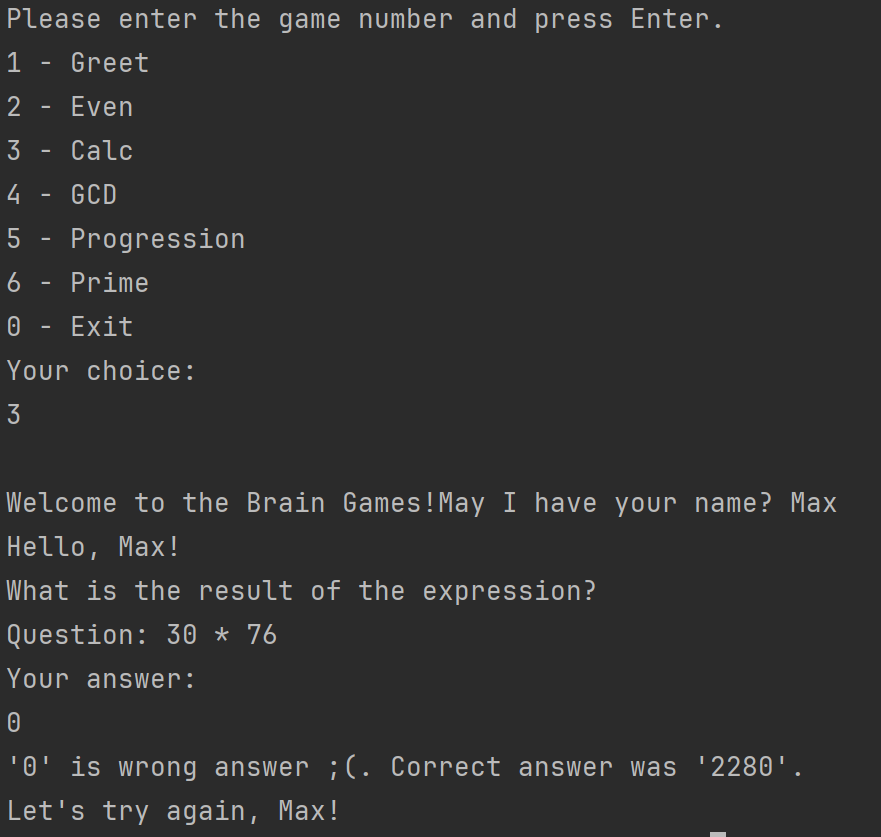 Please enter the game number and press Enter.
1 - Greet
2 - Even
3 - Calc
4 - GCD
5 - Progression
6 - Prime
0 - Exit
Your choice:
3
Welcome to the Brain Games!May I have your name? Max
Hello, Max!
What is the result of the expression?
Question: 30 * 76
Your answer:
0
'0' is wrong answer ;(. Correct answer was '2280'.
Let's try again, Max!